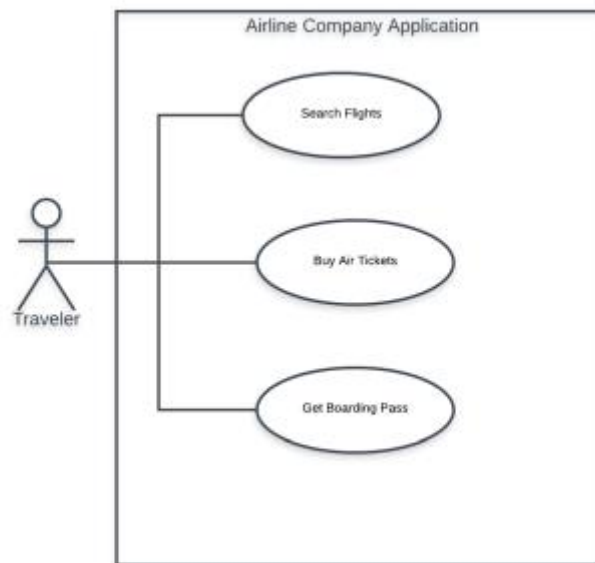 Airline Company Application
Search Flights
Buy Air Tickets
Traveler
Get Boarding Pass